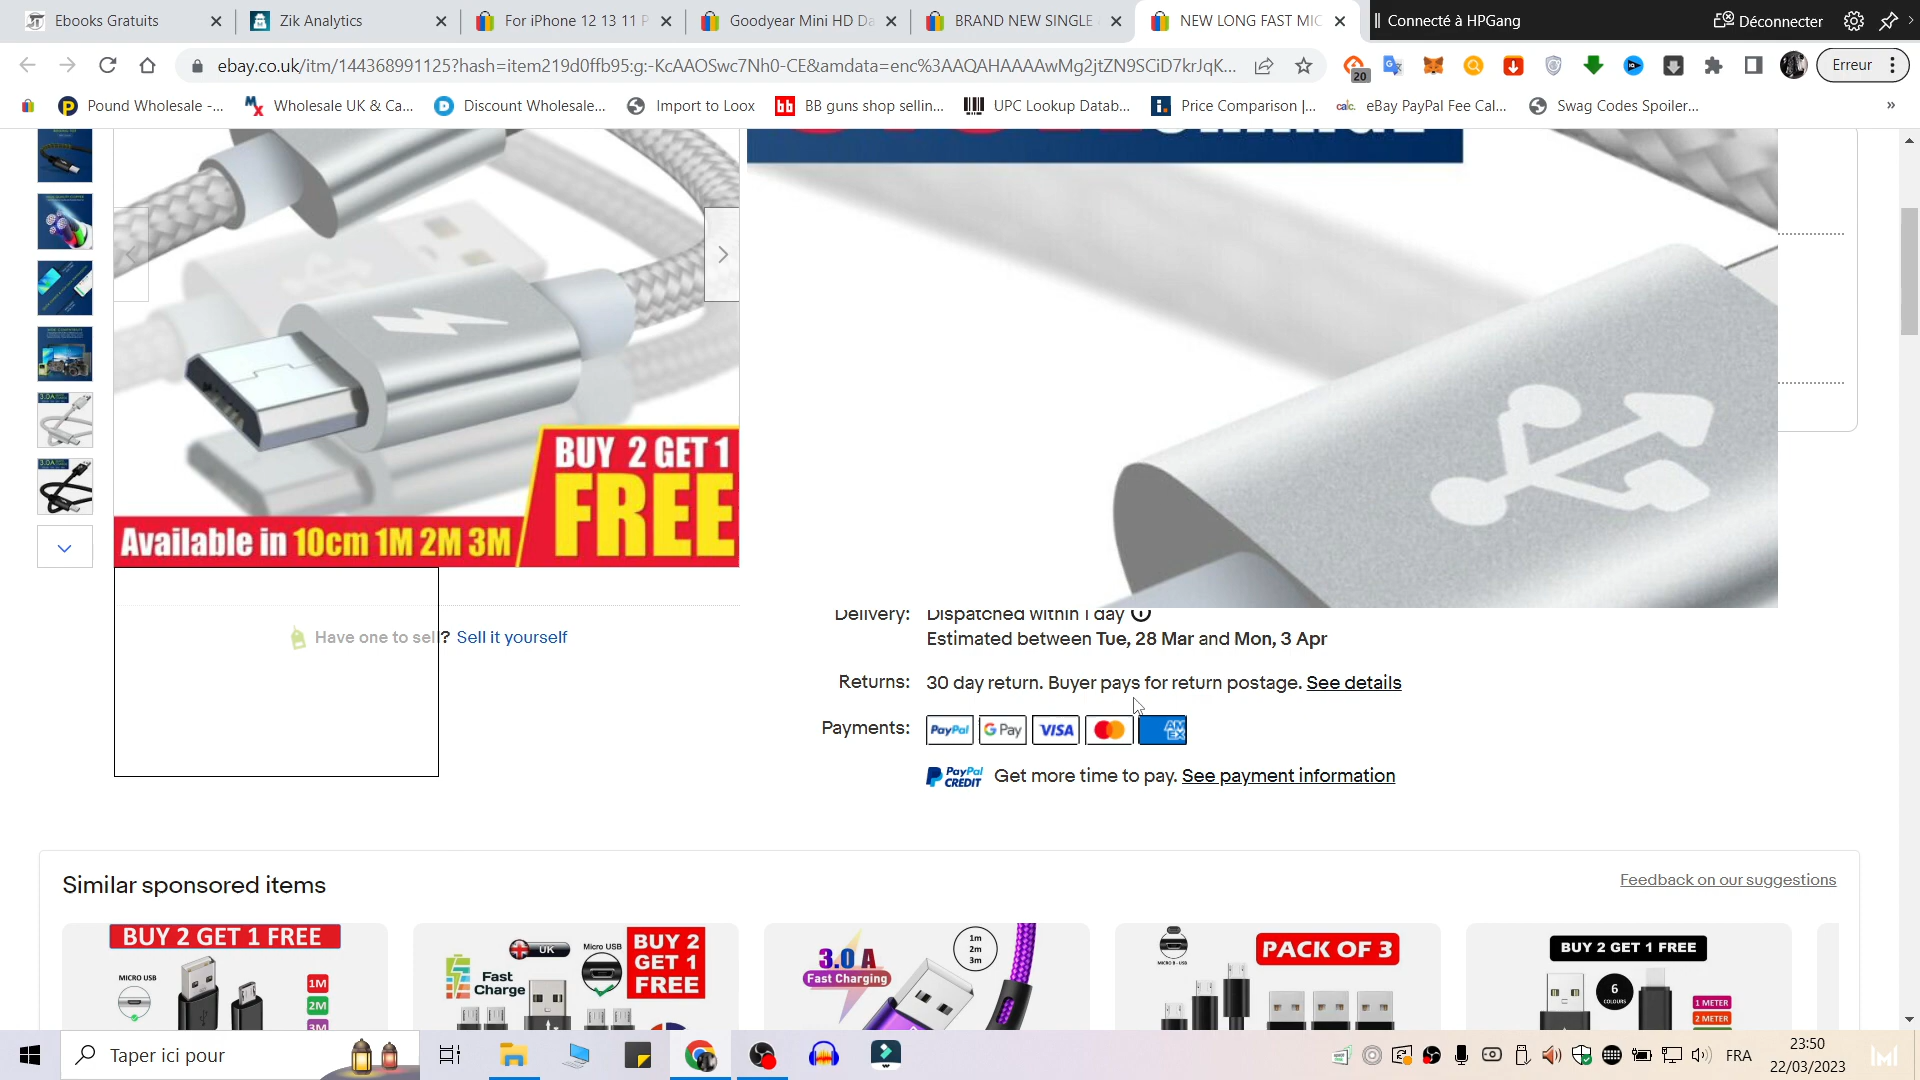 Ebooks Gratuits
Zik Analytics
For iPhone 12 13 11 P
Goodyear Mini HD Da
BRAND NEW SINGLE
NEW LONG FAST MIC
Connecté à HPGang
Déconnecter
ebay.co.uk/itm/144368991125?hash=item219d0ffb95:g:-KcAAOSwc7Nh0-CE&amdata=enc%3AAQAHAAAAwMg2jtZN9SCiD7krJqK...
20
Erreur
Pound Wholesale -...
Wholesale UK & Ca...
Discount Wholesale...
Import to Loox
bb
BB guns shop sellin...
UPC Lookup Datab...
Price Comparison |...
calc.
eBay PayPal Fee Cal...
Swag Codes Spoiler...
»
BUY 2 GET 1
FREE
Available in 10cm 1M 2M 3M
Have one to sell? Sell it yourself
Delivery: Dispatched within 1 day
Estimated between Tue, 28 Mar and Mon, 3 Apr
Returns: 30 day return. Buyer pays for return postage. See details
Payments: PayPal G Pay VISA AMEX
PayPal CREDIT Get more time to pay. See payment information
Similar sponsored items
Feedback on our suggestions
BUY 2 GET 1 FREE
MICRO USB
1M
2M
3M
UK
Fast
Charge
Micro USB
BUY 2
GET 1
FREE
3.0 A
Fast Charging
1m
2m
3m
MICRO B - USB
PACK OF 3
BUY 2 GET 1 FREE
6
COLOURS
1 METER
2 METER
Taper ici pour
FRA
23:50
22/03/2023